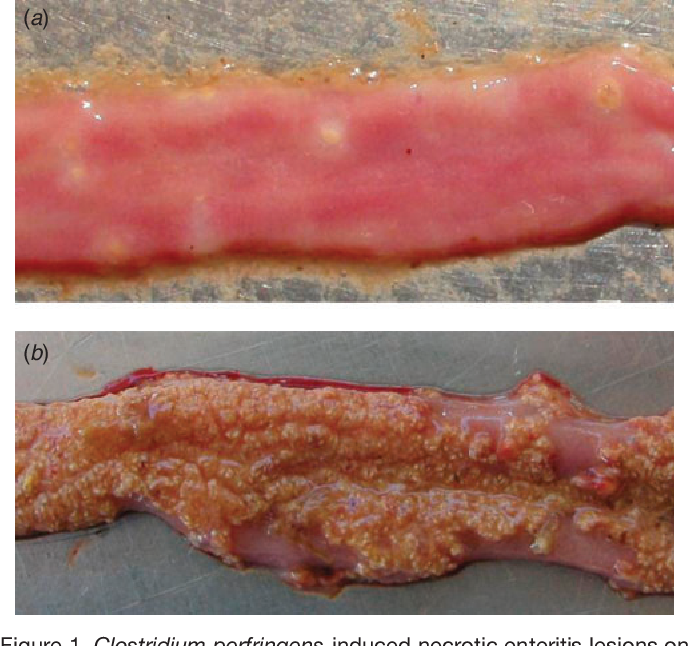 (a)
(b)
Figure 1. Clostridium perfringens-induced necrotic enteritis lesions on